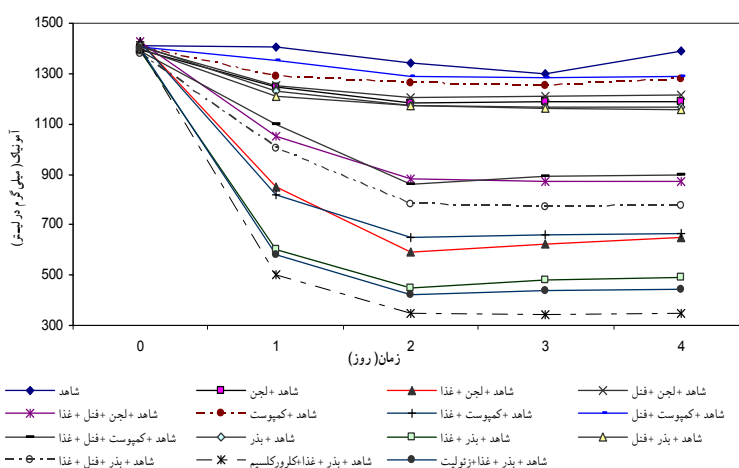 1500
1300
1100
900
700
500
300
آمونیاک( میلی گرم در لیستر)
0 1 2 3 4
زمان( روز)
شاهد
شاهد +لجن
شاهد +لجن +غذا
شاهد +لجن +فنل
شاهد +لجن +فنل +غذا
شاهد +کمپوست
شاهد +کمپوست +غذا
شاهد +کمپوست +فنل
شاهد +کمپوست +فنل +غذا
شاهد +بذر
شاهد +بذر +غذا
شاهد +بذر +فنل
شاهد +بذر +فنل +غذا
شاهد +بذر +غذا+کلرورکلسیم
شاهد +بذر +غذا+زئولیت